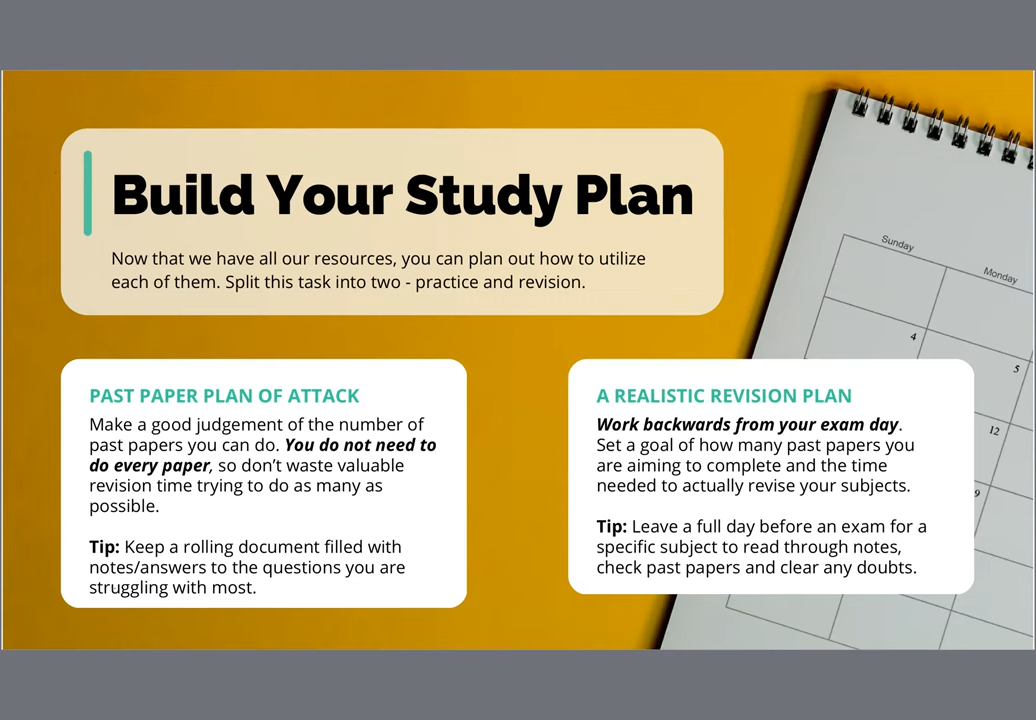 Build Your Study Plan
Now that we have all our resources, you can plan out how to utilize
each of them. Split this task into two - practice and revision.
PAST PAPER PLAN OF ATTACK
Make a good judgement of the number of
past papers you can do. You do not need to
do every paper, so don’t waste valuable
revision time trying to do as many as
possible.
Tip: Keep a rolling document filled with
notes/answers to the questions you are
struggling with most.
A REALISTIC REVISION PLAN
Work backwards from your exam day.
Set a goal of how many past papers you
are aiming to complete and the time
needed to actually revise your subjects.
Tip: Leave a full day before an exam for a
specific subject to read through notes,
check past papers and clear any doubts.
Sunday
Monday
4
5
12